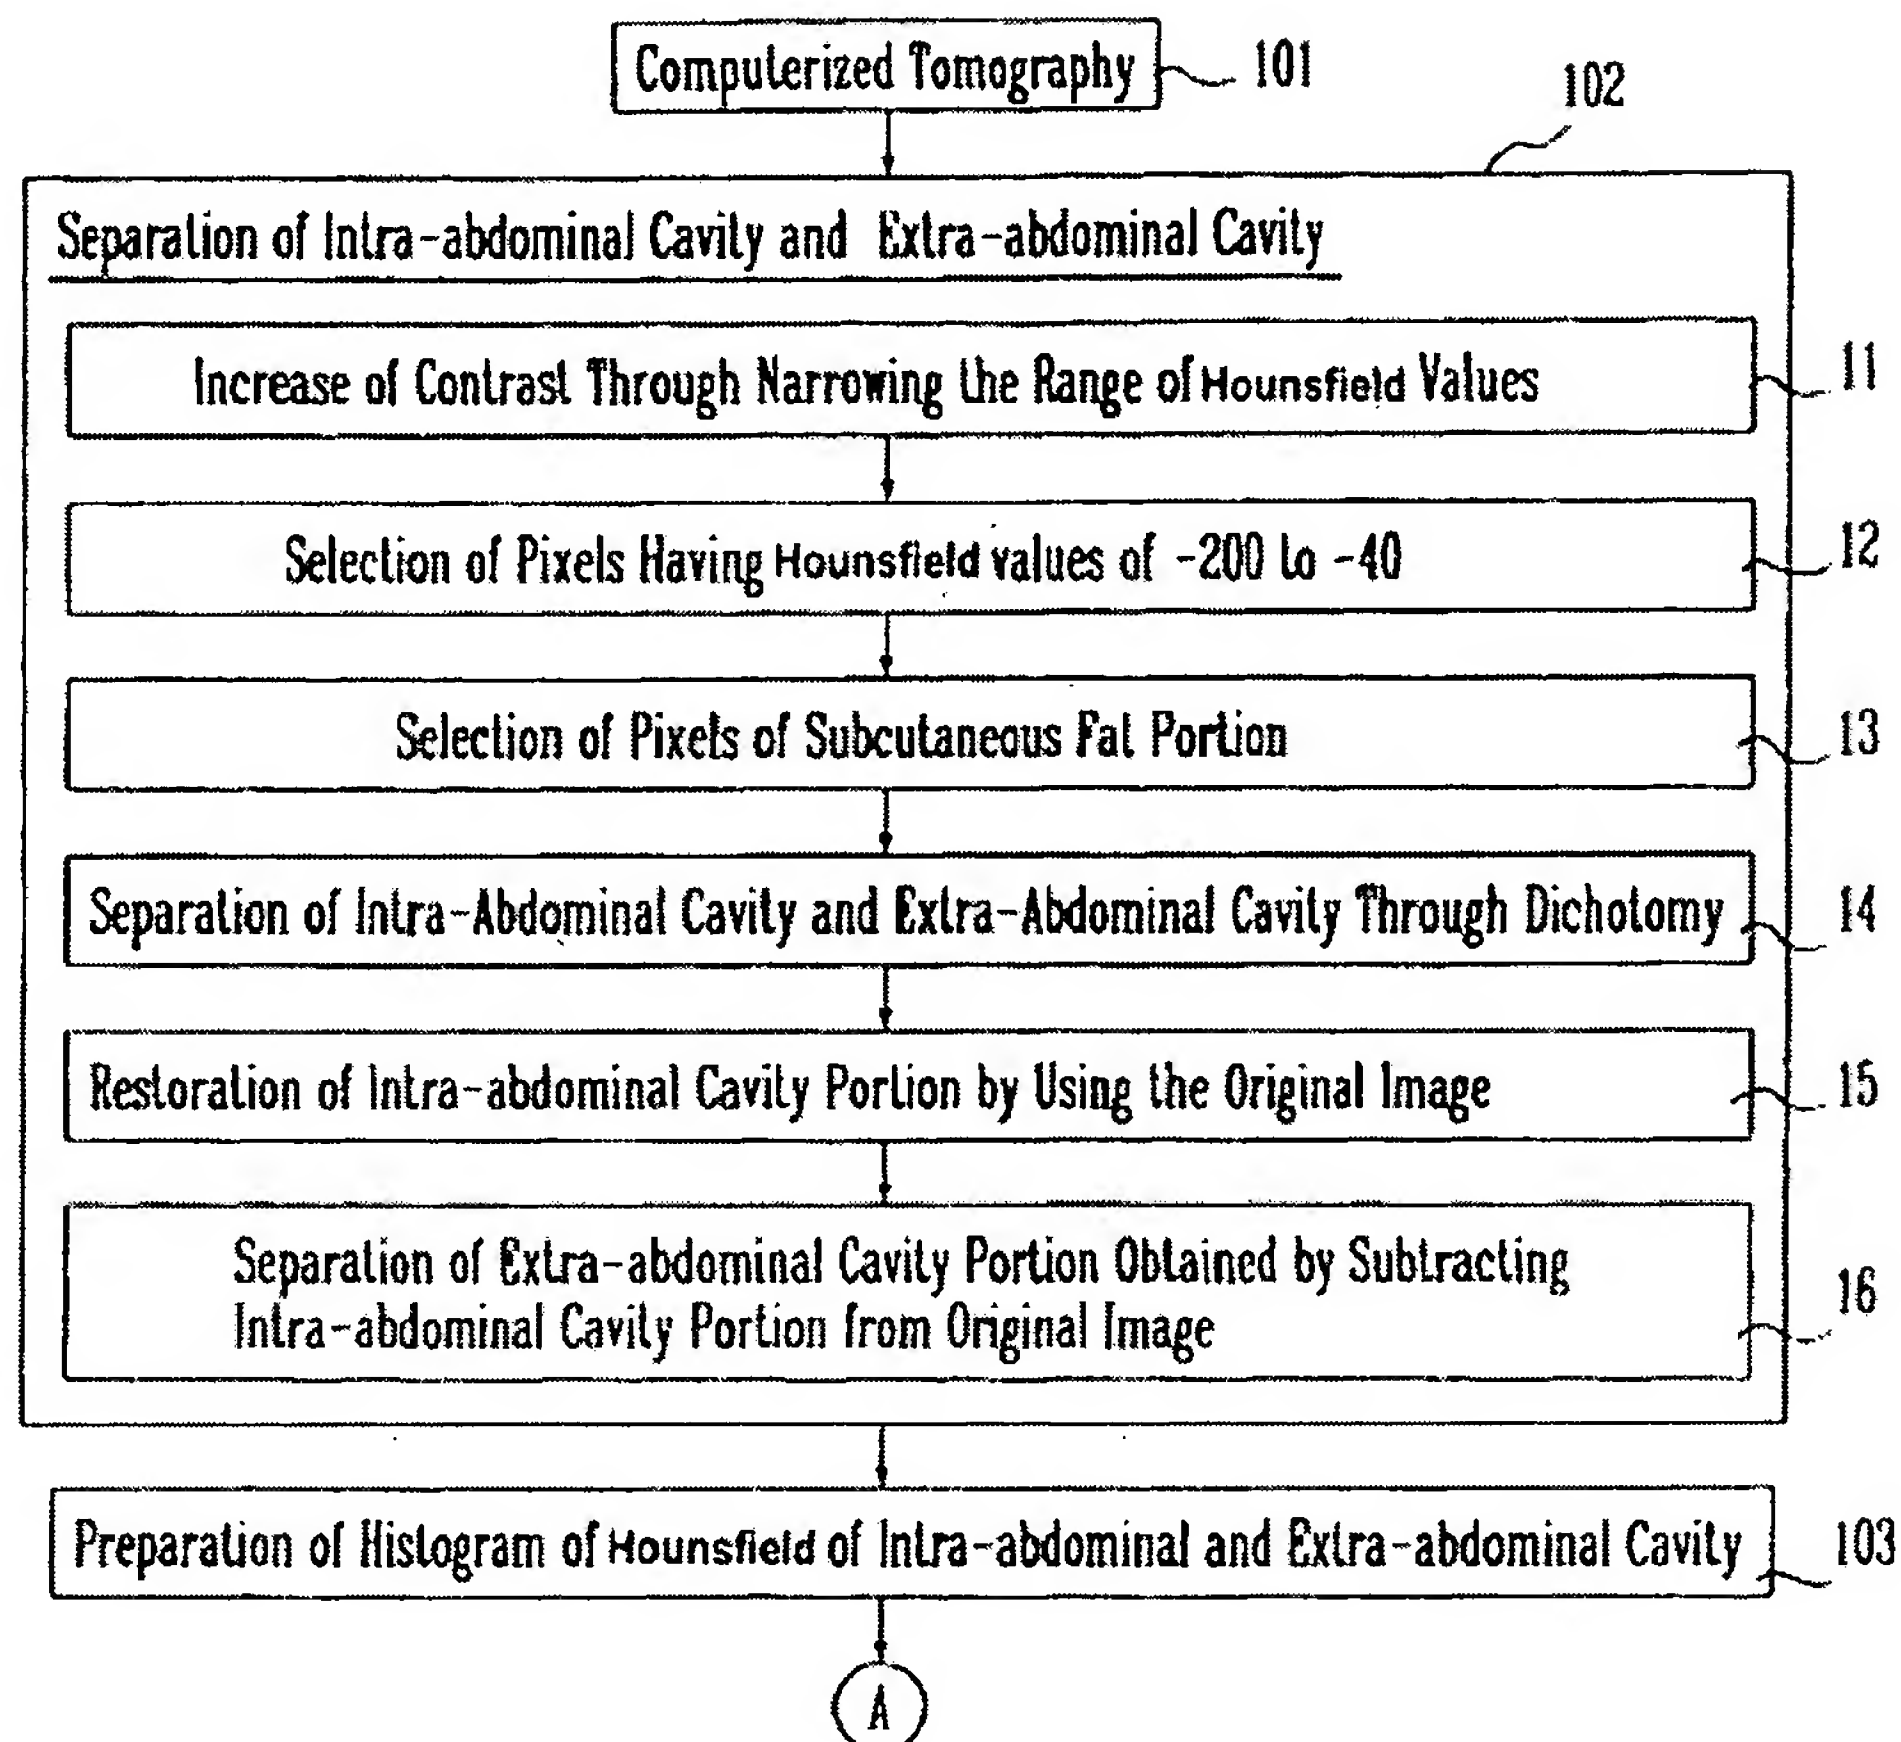 Computerized Tomography 101
102
Separation of Intra-abdominal Cavity and Extra-abdominal Cavity
Increase of Contrast Through Narrowing the Range of Hounsfield Values 11
Selection of Pixels Having Hounsfield values of -200 to -40 12
Selection of Pixels of Subcutaneous Fat Portion 13
Separation of Intra-Abdominal Cavity and Extra-Abdominal Cavity Through Dichotomy 14
Restoration of Intra-abdominal Cavity Portion by Using the Original Image 15
Separation of Extra-abdominal Cavity Portion Obtained by Subtracting
Intra-abdominal Cavity Portion from Original Image 16
Preparation of Histogram of Hounsfield of Intra-abdominal and Extra-abdominal Cavity 103
A